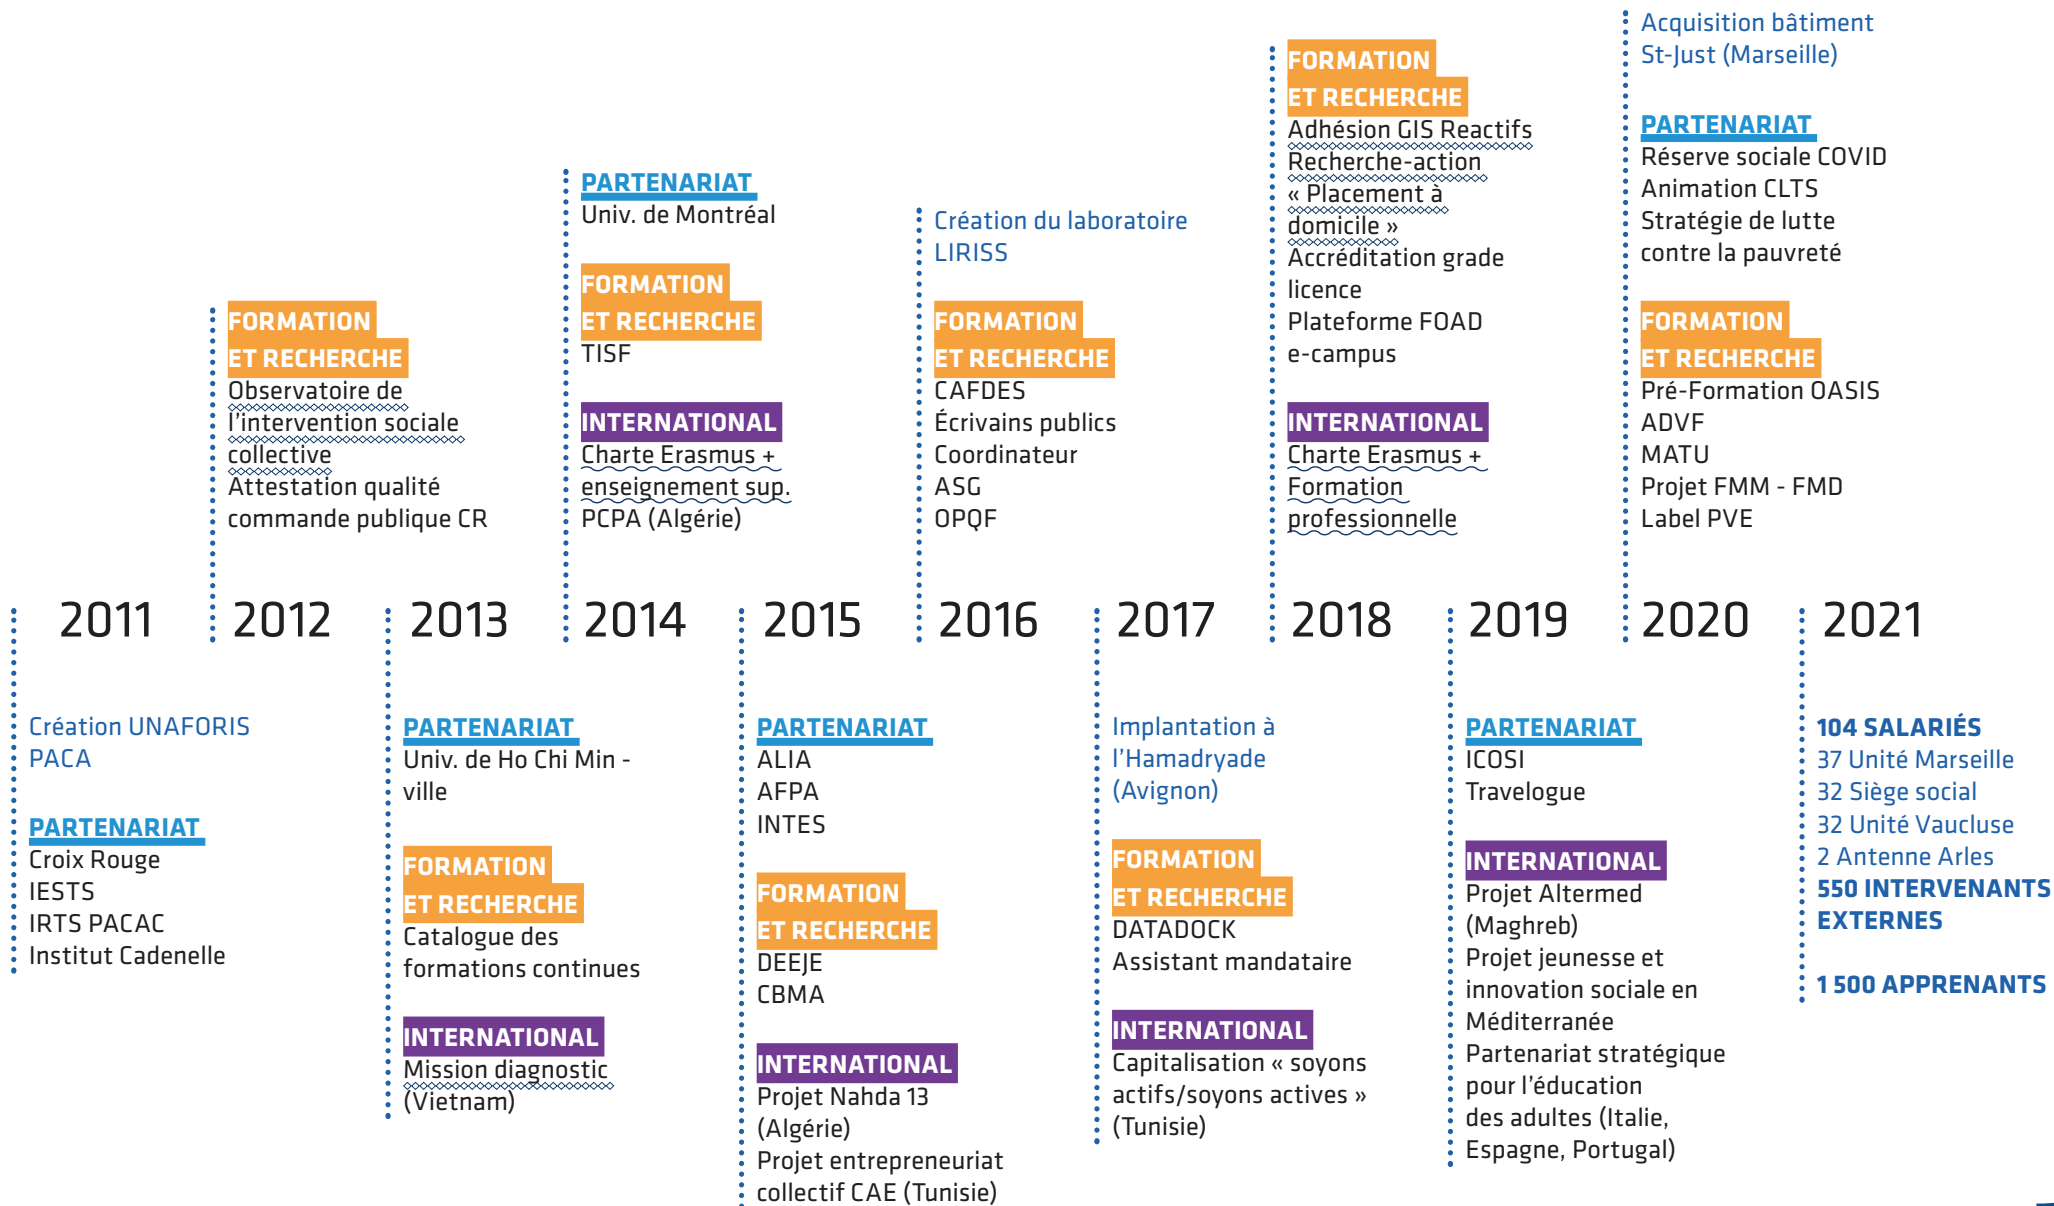 2011
Création UNAFORIS
PACA
PARTENARIAT
Croix Rouge
IESTS
IRTS PACAC
Institut Cadenelle
FORMATION
ET RECHERCHE
Observatoire de
l'intervention sociale
collective
Attestation qualité
commande publique CR
2012
2013
PARTENARIAT
Univ. de Ho Chi Min -
ville
FORMATION
ET RECHERCHE
Catalogue des
formations continues
INTERNATIONAL
Mission diagnostic
(Vietnam)
PARTENARIAT
Univ. de Montréal
FORMATION
ET RECHERCHE
TISF
INTERNATIONAL
Charte Erasmus +
enseignement sup.
PCPA (Algérie)
2014
2015
PARTENARIAT
ALIA
AFPA
INTES
FORMATION
ET RECHERCHE
DEEJE
CBMA
INTERNATIONAL
Projet Nahda 13
(Algérie)
Projet entrepreneuriat
collectif CAE (Tunisie)
Création du laboratoire
LIRISS
FORMATION
ET RECHERCHE
CAFDES
Écrivains publics
Coordinateur
ASG
OPQF
2016
2017
Implantation à
l'Hamadryade
(Avignon)
FORMATION
ET RECHERCHE
DATADOCK
Assistant mandataire
INTERNATIONAL
Capitalisation « soyons
actifs/soyons actives »
(Tunisie)
FORMATION
ET RECHERCHE
Adhésion GIS Reactifs
Recherche-action
« Placement à
domicile »
Accréditation grade
licence
Plateforme FOAD
e-campus
INTERNATIONAL
Charte Erasmus +
Formation
professionnelle
2018
2019
PARTENARIAT
ICOSI
Travelogue
INTERNATIONAL
Projet Altermed
(Maghreb)
Projet jeunesse et
innovation sociale en
Méditerranée
Partenariat stratégique
pour l'éducation
des adultes (Italie,
Espagne, Portugal)
Acquisition bâtiment
St-Just (Marseille)
PARTENARIAT
Réserve sociale COVID
Animation CLTS
Stratégie de lutte
contre la pauvreté
FORMATION
ET RECHERCHE
Pré-Formation OASIS
ADVF
MATU
Projet FMM - FMD
Label PVE
2020
2021
104 SALARIÉS
37 Unité Marseille
32 Siège social
32 Unité Vaucluse
2 Antenne Arles
550 INTERVENANTS
EXTERNES
1 500 APPRENANTS